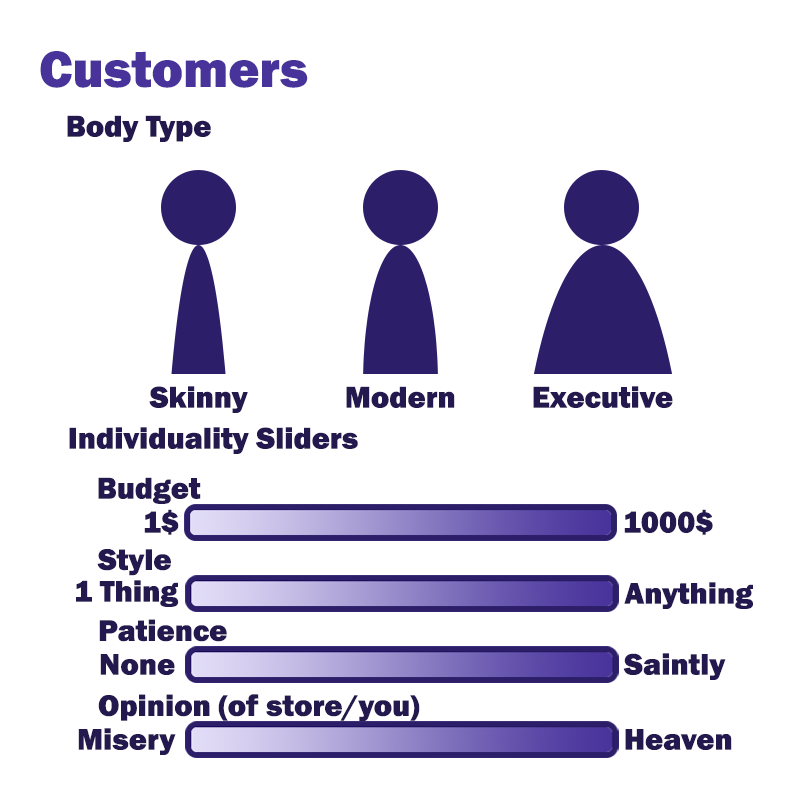 Customers
Body Type
Skinny Modern Executive
Individuality Sliders
Budget
1$ 1000$
Style
1 Thing Anything
Patience
None Saintly
Opinion (of store/you)
Misery Heaven